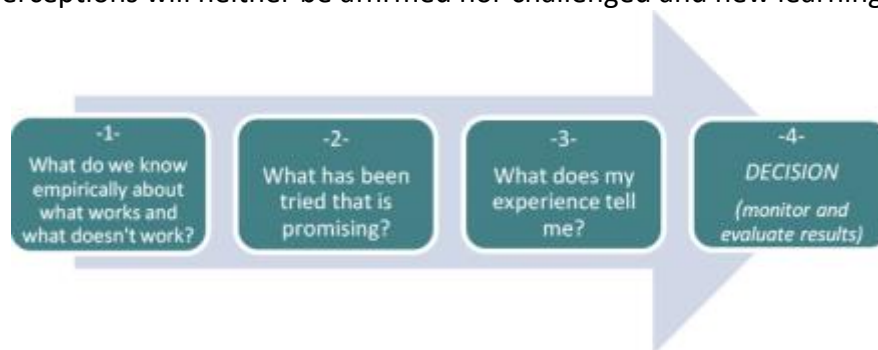 erceptions will neither be affirmed nor challenged and new learning
-1-
What do we know
empirically about
what works and
what doesn't work?
-2-
What has been
tried that is
promising?
-3-
What does my
experience tell
me?
-4-
DECISION
(monitor and
evaluate results)